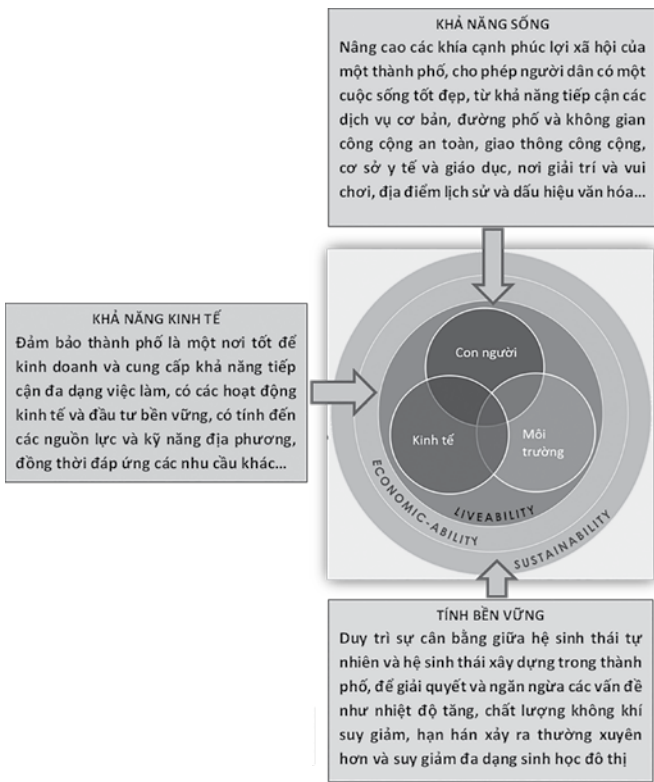 KHẢ NĂNG SỐNG
Nâng cao các khía cạnh phúc lợi xã hội của
một thành phố, cho phép người dân có một
cuộc sống tốt đẹp, từ khả năng tiếp cận các
dịch vụ cơ bản, đường phố và không gian
công cộng an toàn, giao thông công cộng,
cơ sở y tế và giáo dục, nơi giải trí và vui
chơi, địa điểm lịch sử và dấu hiệu văn hóa...
KHẢ NĂNG KINH TẾ
Đảm bảo thành phố là một nơi tốt để
kinh doanh và cung cấp khả năng tiếp
cận đa dạng việc làm, có các hoạt động
kinh tế và đầu tư bền vững, có tính đến
các nguồn lực và kỹ năng địa phương,
đồng thời đáp ứng các nhu cầu khác...
Con người
Kinh tế
Môi
trường
LIVEABILITY
ECONOMIC-ABILITY
SUSTAINABILITY
TÍNH BỀN VỮNG
Duy trì sự cân bằng giữa hệ sinh thái tự
nhiên và hệ sinh thái xây dựng trong thành
phố, để giải quyết và ngăn ngừa các vấn đề
như nhiệt độ tăng, chất lượng không khí
suy giảm, hạn hán xảy ra thường xuyên
hơn và suy giảm đa dạng sinh học đô thị